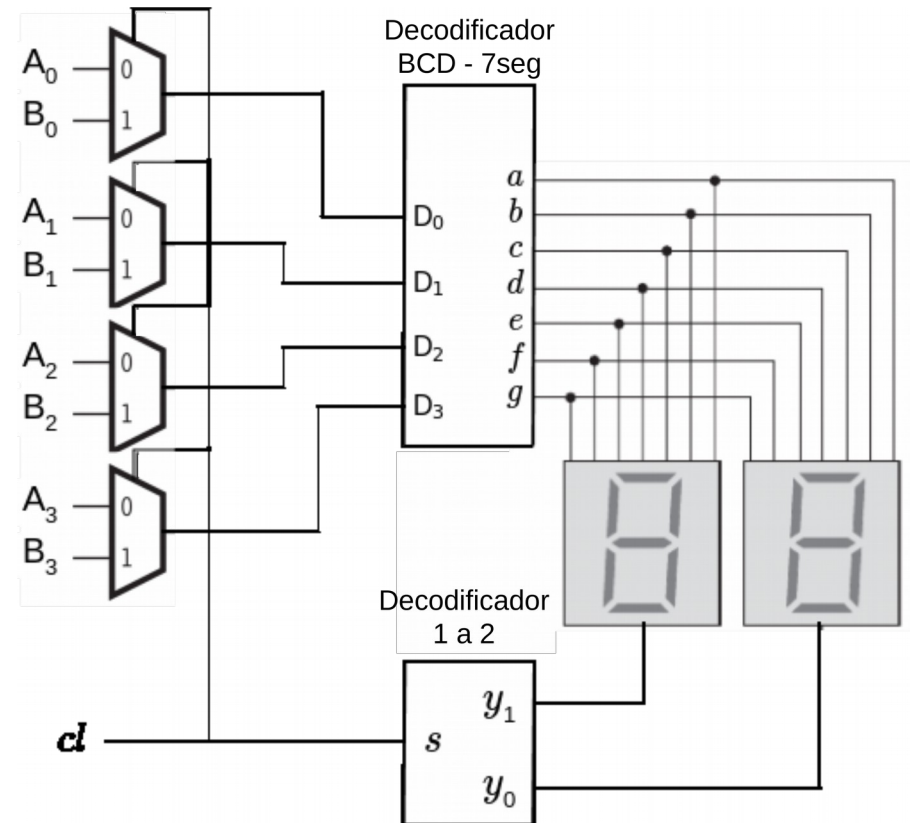 Decodificador
BCD - 7seg
A₀
0
B₀
1
A₁
0
B₁
1
A₂
0
B₂
1
A₃
0
B₃
1
D₀
D₁
D₂
D₃
a
b
c
d
e
f
g
Decodificador
1 a 2
cl
s
y₁
y₀